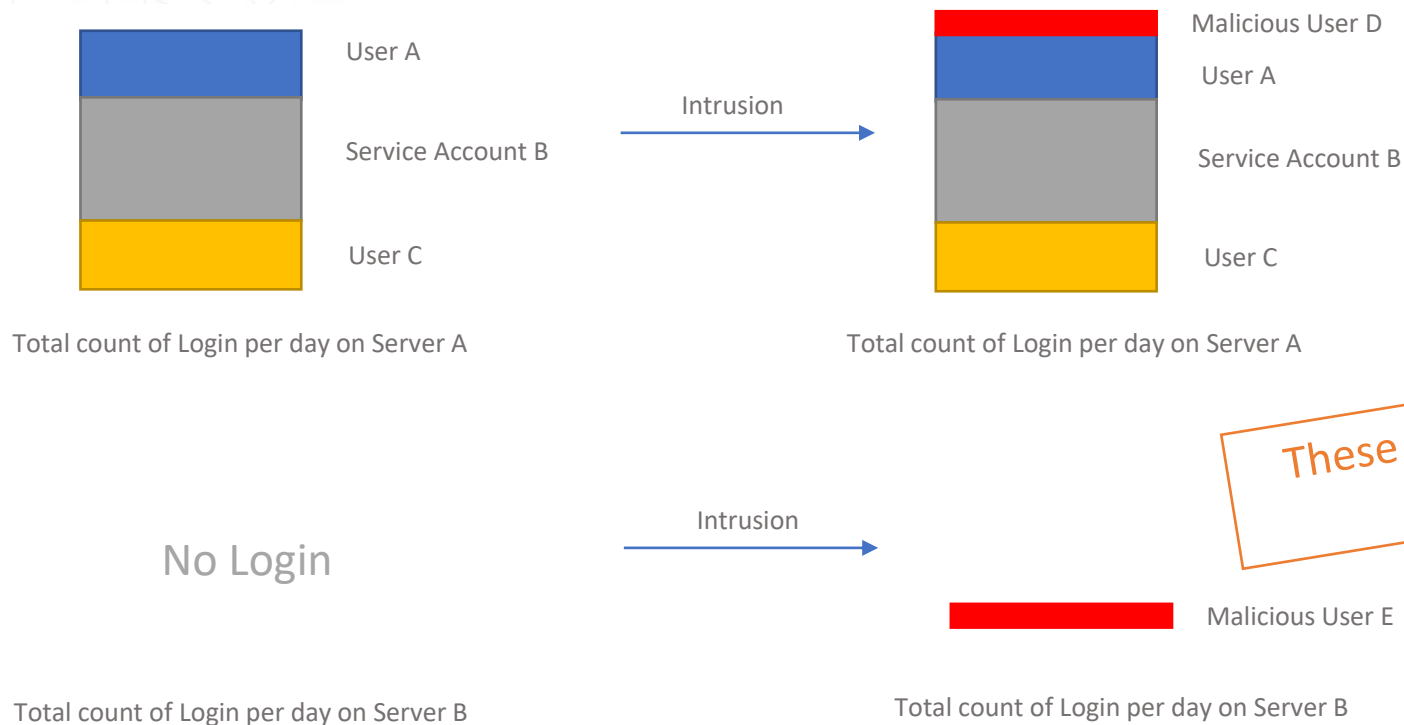 User A
Service Account B
User C
Total count of Login per day on Server A
Intrusion
Malicious User D
User A
Service Account B
User C
Total count of Login per day on Server A
No Login
Total count of Login per day on Server B
Intrusion
These
Malicious User E
Total count of Login per day on Server B